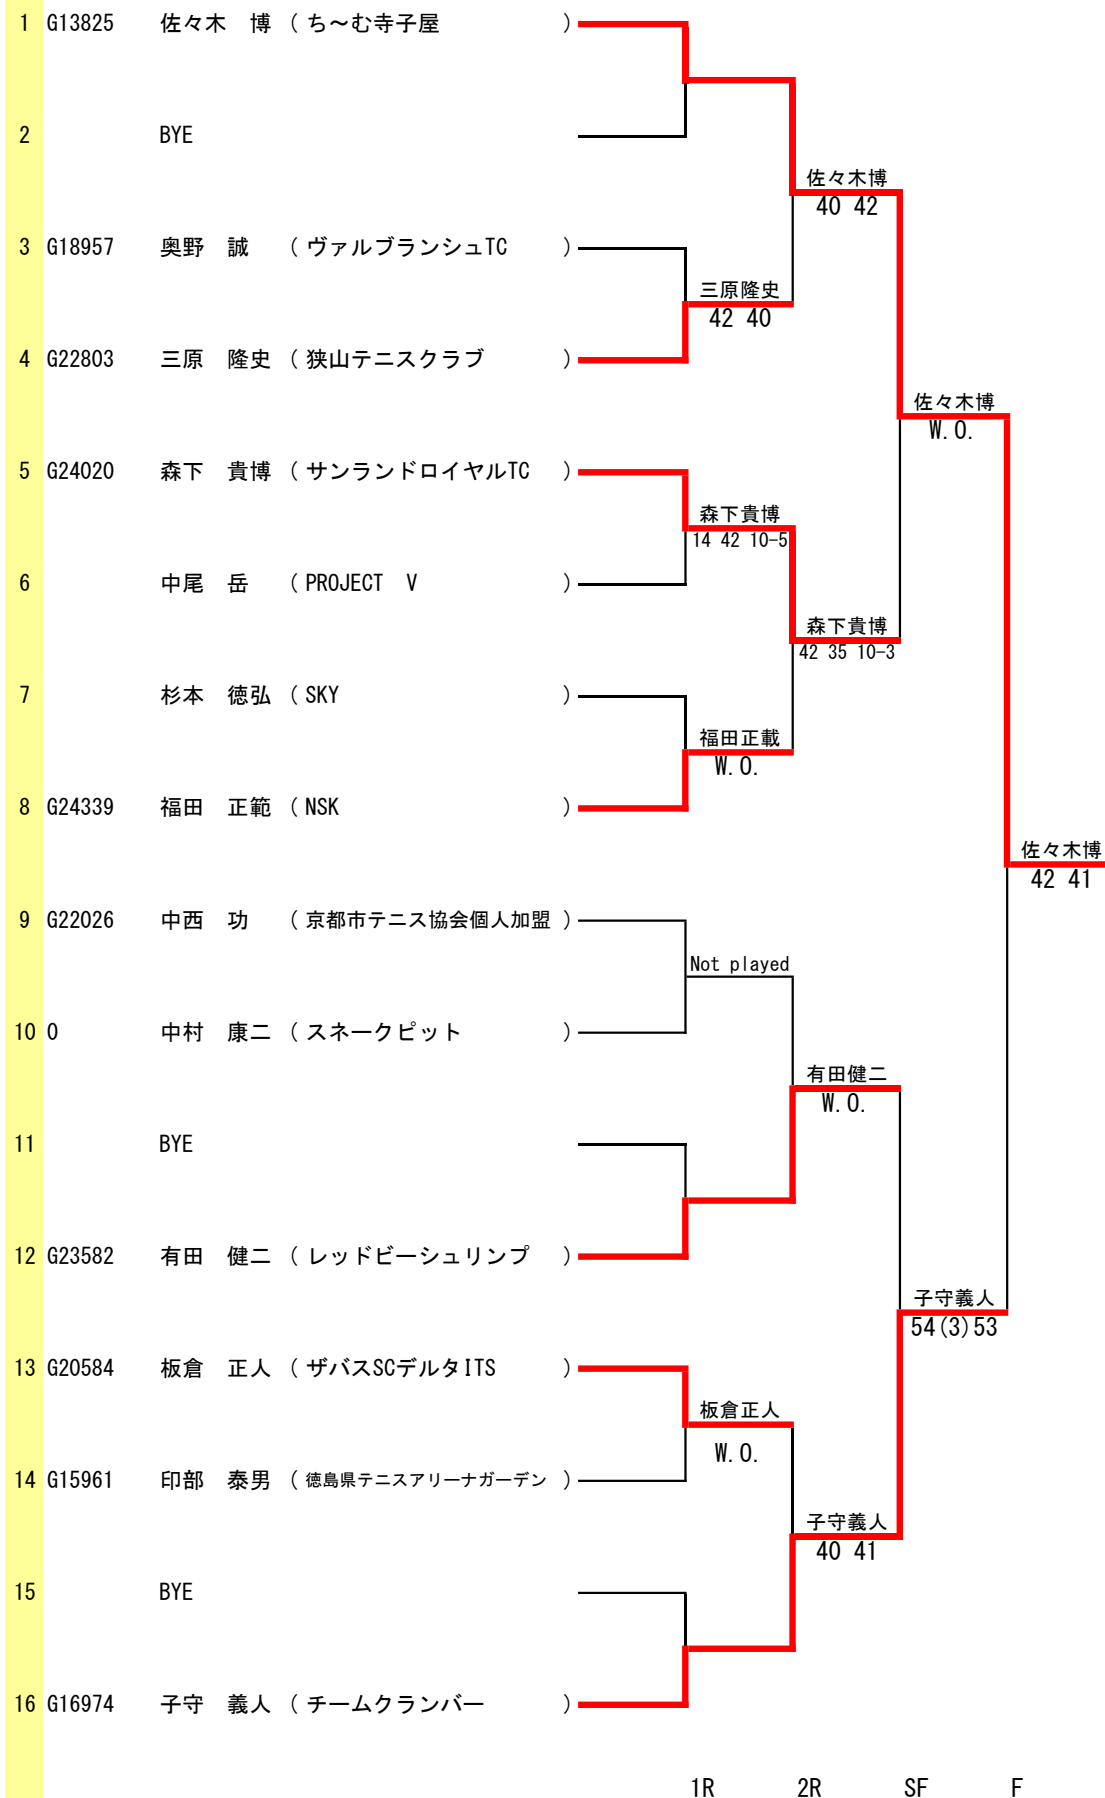 1 G13825 佐々木 博 ( ち～む寺子屋 )
2 BYE
佐々木博
40 42
3 G18957 奥野 誠 ( ヴァルブランシュTC )
三原隆史
42 40
4 G22803 三原 隆史 ( 狭山テニスクラブ )
佐々木博
W.O.
5 G24020 森下 貴博 ( サンランドロイヤルTC )
森下貴博
14 42 10-5
6 中尾 岳 ( PROJECT V )
森下貴博
42 35 10-3
7 杉本 徳弘 ( SKY )
福田正載
W.O.
8 G24339 福田 正範 ( NSK )
佐々木博
42 41
9 G22026 中西 功 ( 京都市テニス協会個人加盟 )
Not played
10 0 中村 康二 ( スネークピット )
有田健二
W.O.
11 BYE
12 G23582 有田 健二 ( レッドビーシュリンプ )
子守義人
54(3)53
13 G20584 板倉 正人 ( ザバスSCデルタITS )
板倉正人
W.O.
14 G15961 印部 泰男 ( 徳島県テニスアリーナガーデン )
子守義人
40 41
15 BYE
16 G16974 子守 義人 ( チームクランバー )
1R 2R SF F